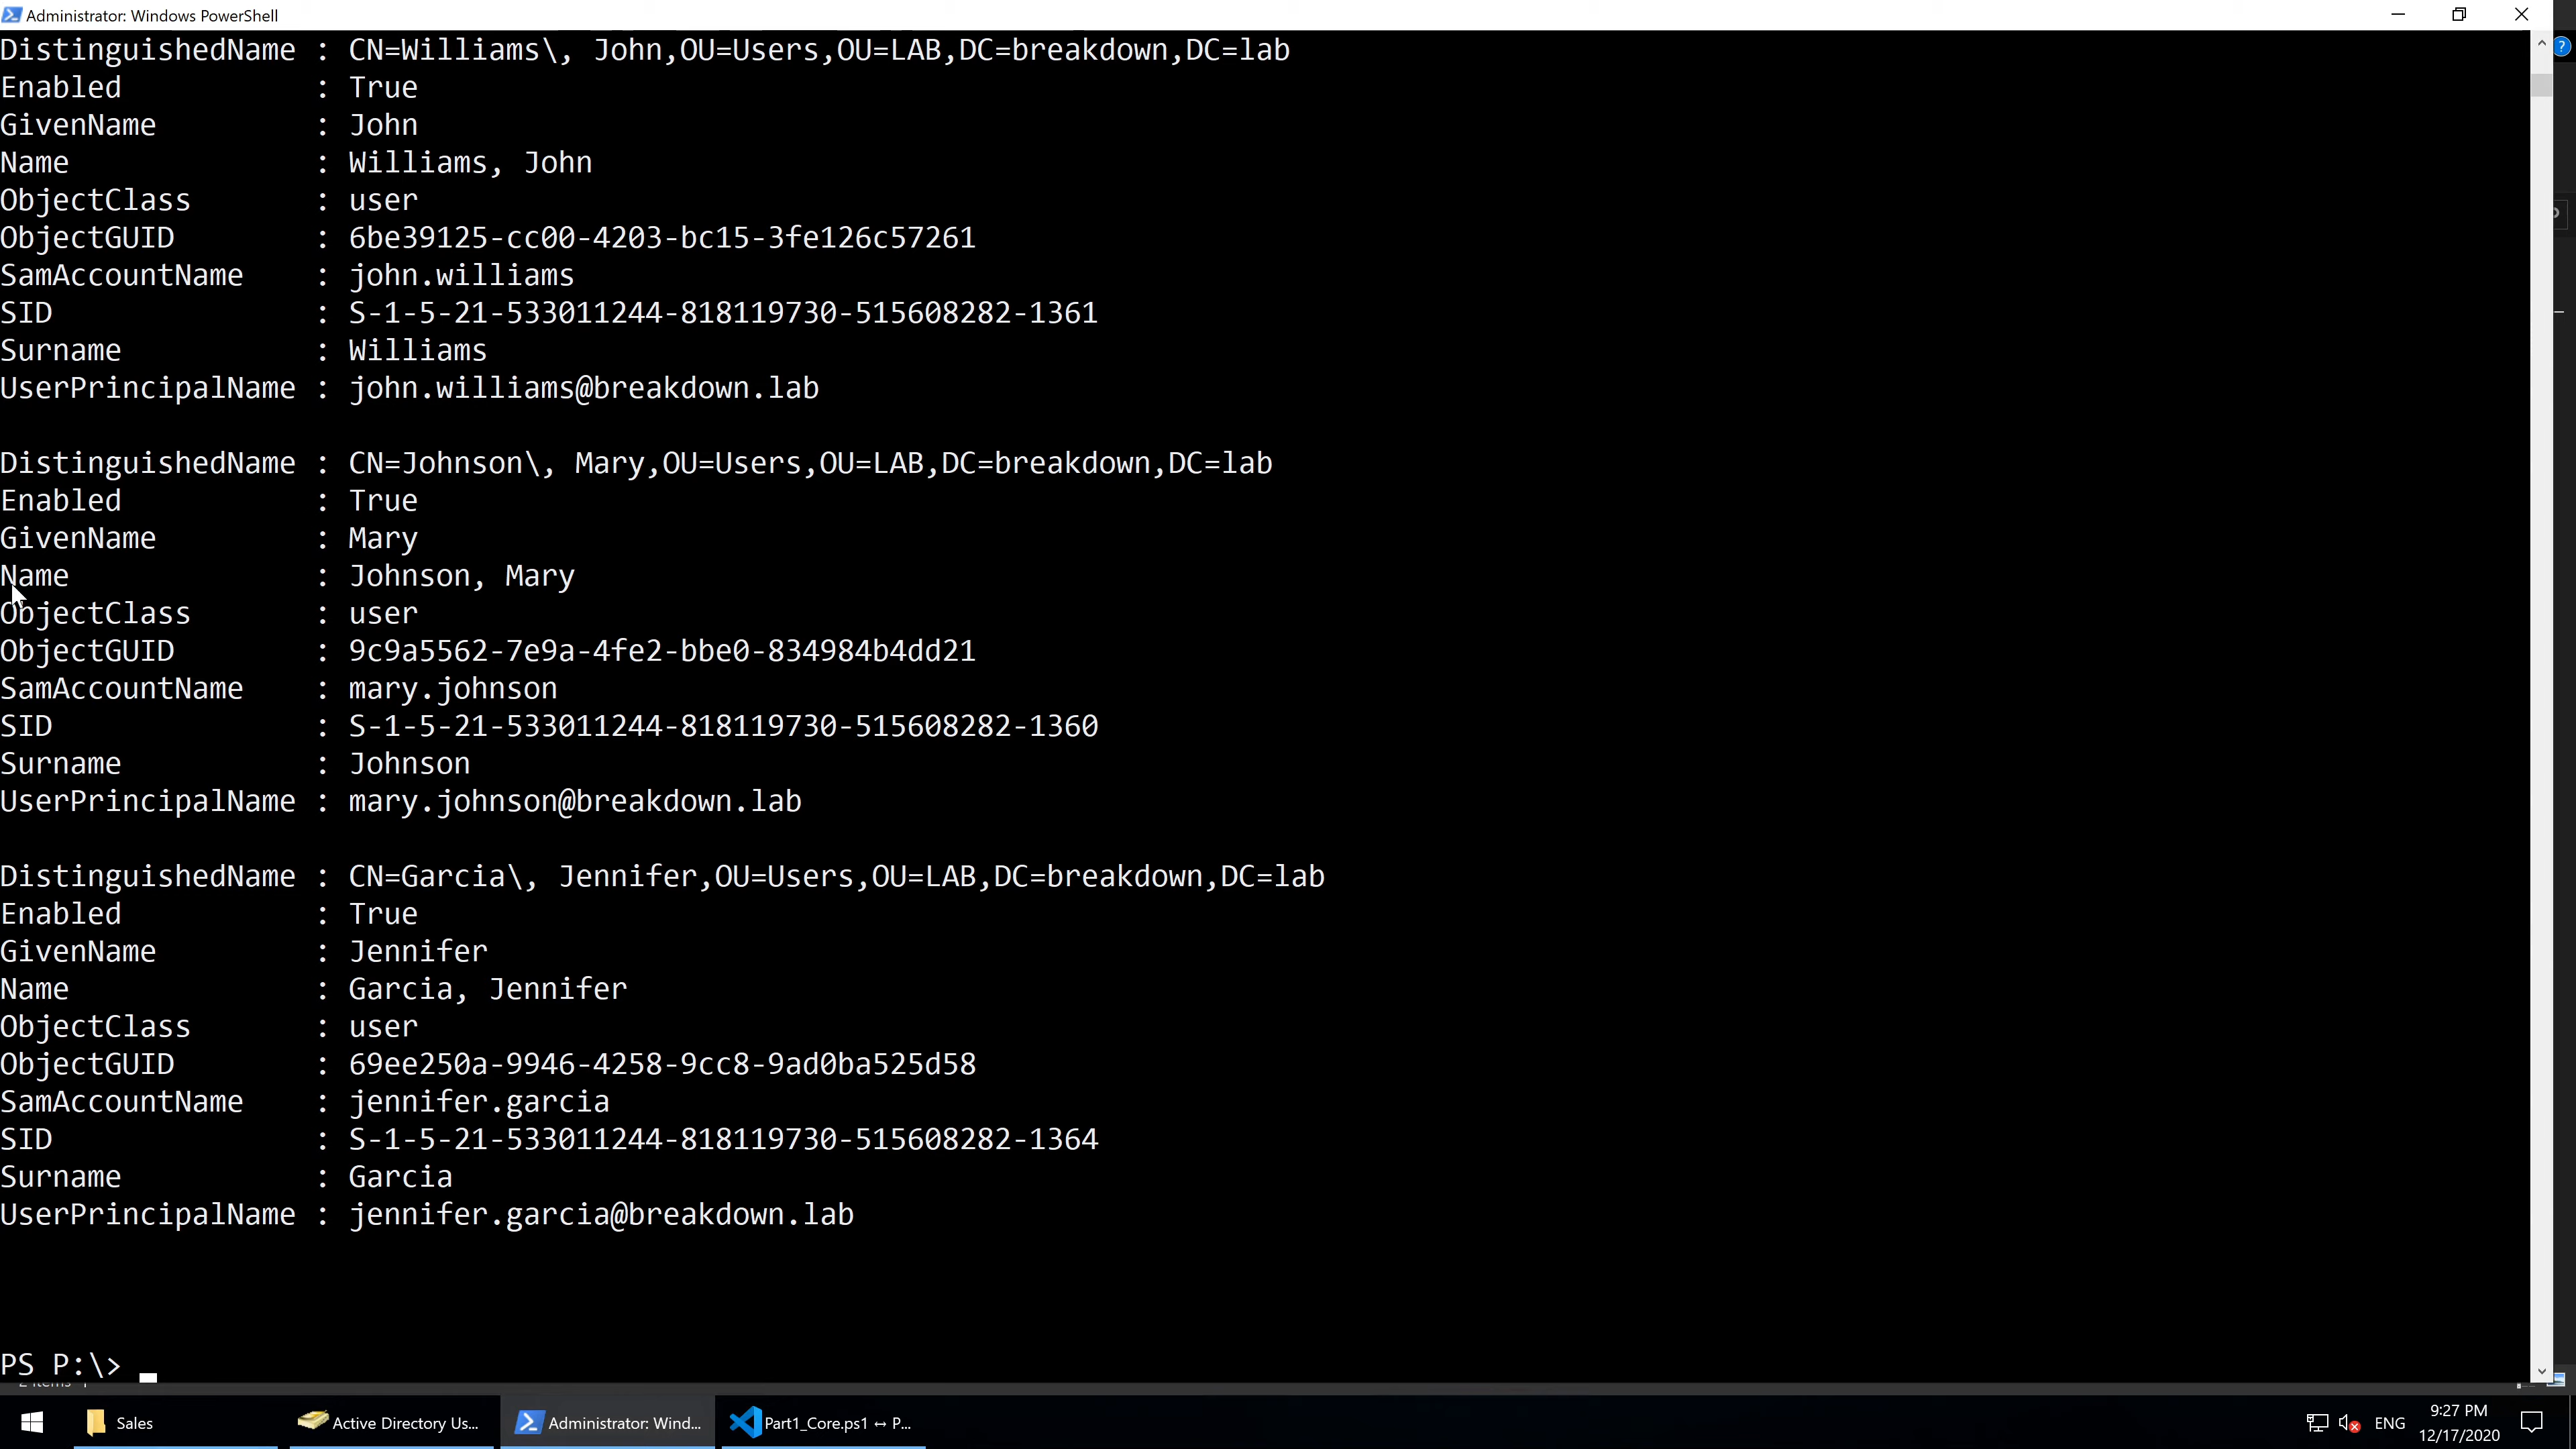 Administrator: Windows PowerShell
DistinguishedName : CN=Williams\, John,OU=Users,OU=LAB,DC=breakdown,DC=lab
Enabled : True
GivenName : John
Name : Williams, John
ObjectClass : user
ObjectGUID : 6be39125-cc00-4203-bc15-3fe126c57261
SamAccountName : john.williams
SID : S-1-5-21-533011244-818119730-515608282-1361
Surname : Williams
UserPrincipalName : john.williams@breakdown.lab
DistinguishedName : CN=Johnson\, Mary,OU=Users,OU=LAB,DC=breakdown,DC=lab
Enabled : True
GivenName : Mary
Name : Johnson, Mary
ObjectClass : user
ObjectGUID : 9c9a5562-7e9a-4fe2-bbe0-834984b4dd21
SamAccountName : mary.johnson
SID : S-1-5-21-533011244-818119730-515608282-1360
Surname : Johnson
UserPrincipalName : mary.johnson@breakdown.lab
DistinguishedName : CN=Garcia\, Jennifer,OU=Users,OU=LAB,DC=breakdown,DC=lab
Enabled : True
GivenName : Jennifer
Name : Garcia, Jennifer
ObjectClass : user
ObjectGUID : 69ee250a-9946-4258-9cc8-9ad0ba525d58
SamAccountName : jennifer.garcia
SID : S-1-5-21-533011244-818119730-515608282-1364
Surname : Garcia
UserPrincipalName : jennifer.garcia@breakdown.lab
PS P:\>
Sales
Active Directory Us...
Administrator: Wind...
Part1_Core.ps1 ↔ P...
ENG
9:27 PM
12/17/2020